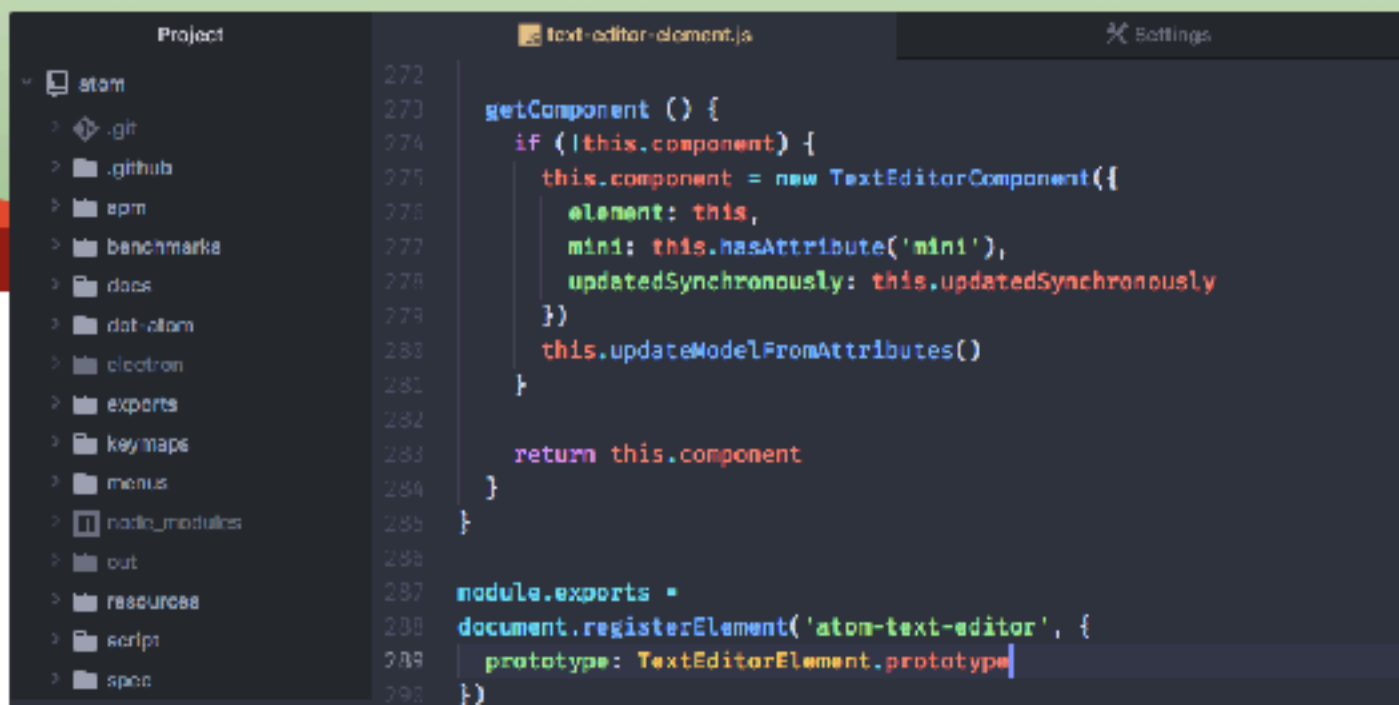 Project
atom
.git
.github
apm
benchmarks
docs
dot-atom
electron
exports
keymaps
menus
node_modules
out
resources
script
spec
text-editor-element.js
Settings
272
273 getComponent () {
274 if (!this.component) {
275 this.component = new TextEditorComponent({
276 element: this,
277 mini: this.hasAttribute('mini'),
278 updatedSynchronously: this.updatedSynchronously
279 })
280 this.updateModelFromAttributes()
281 }
282
283 return this.component
284 }
285 }
286
287 module.exports =
288 document.registerElement('atom-text-editor', {
289 prototype: TextEditorElement.prototype
290 })